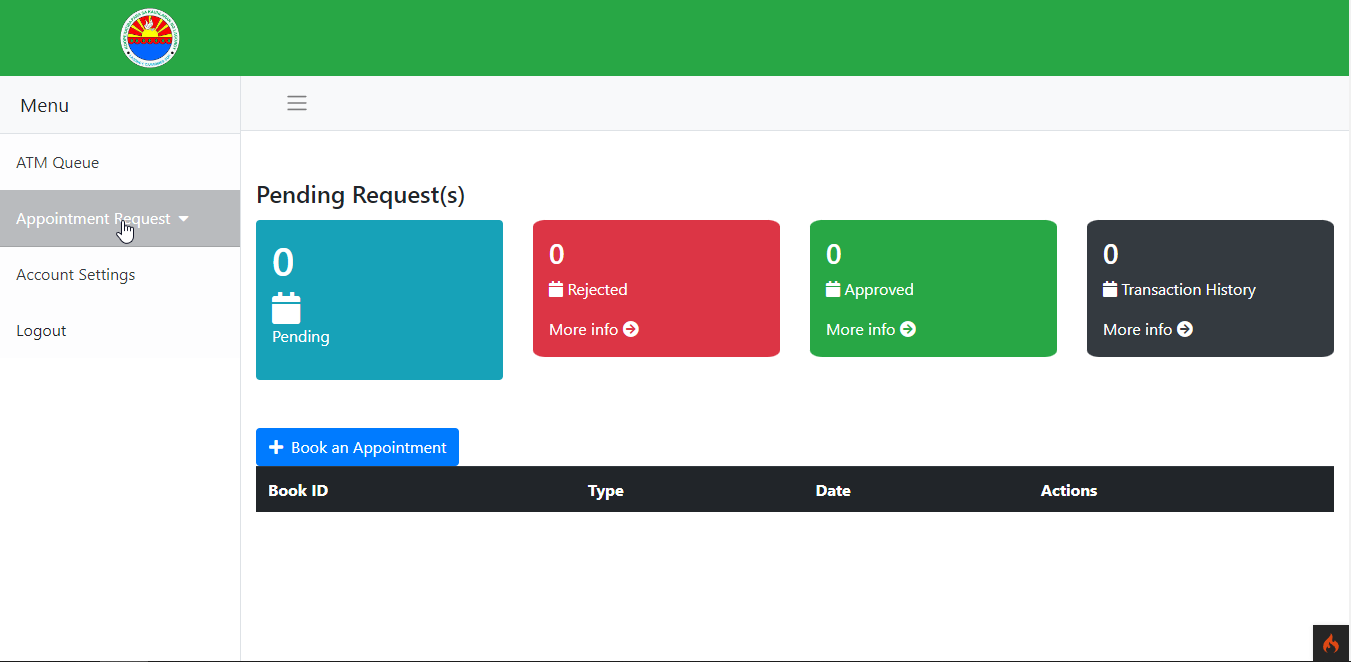 Menu
ATM Queue
Appointment Request
Account Settings
Logout
Pending Request(s)
0
Pending
0
Rejected
More info
0
Approved
More info
0
Transaction History
More info
Book an Appointment
Book ID Type Date Actions